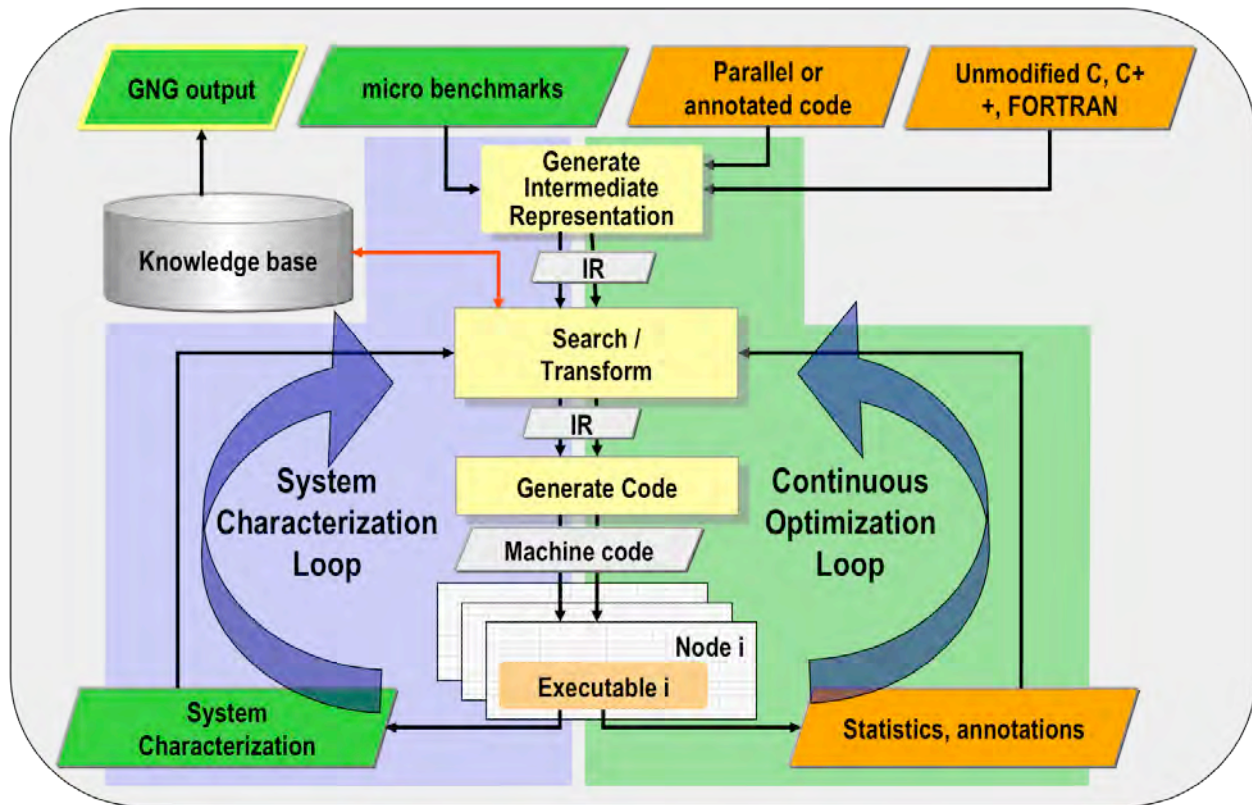 GNG output
micro benchmarks
Parallel or
annotated code
Unmodified C, C+
+, FORTRAN
Generate
Intermediate
Representation
Knowledge base
IR
Search /
Transform
IR
System
Characterization
Loop
Generate Code
Continuous
Optimization
Loop
Machine code
Node i
Executable i
System
Characterization
Statistics, annotations